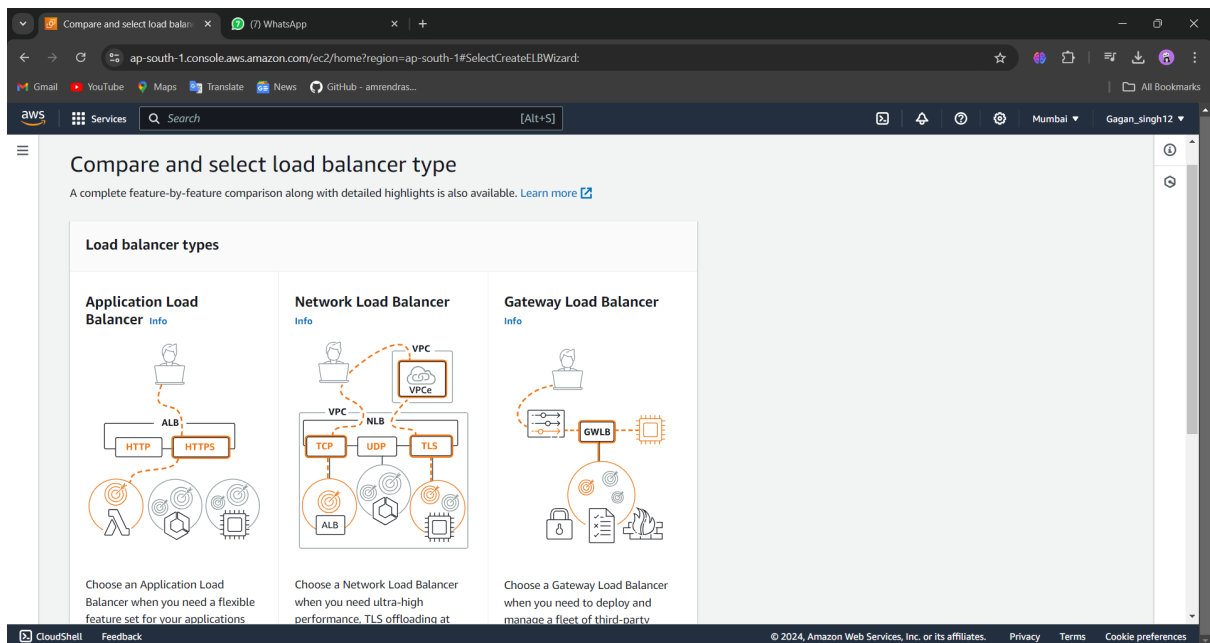 Compare and select load balan
(7) WhatsApp
ap-south-1.console.aws.amazon.com/ec2/home?region=ap-south-1#SelectCreateELBWizard:
Gmail YouTube Maps Translate News GitHub - amrendras... All Bookmarks
aws Services Search [Alt+S] Mumbai Gagan_singh12
Compare and select load balancer type
A complete feature-by-feature comparison along with detailed highlights is also available. Learn more
Load balancer types
Application Load
Balancer Info
ALB
HTTP HTTPS
Choose an Application Load
Balancer when you need a flexible
feature set for your applications
Network Load Balancer
Info
VPC
VPCe
VPC
NLB
TCP UDP TLS
ALB
Choose a Network Load Balancer
when you need ultra-high
performance, TLS offloading at
Gateway Load Balancer
Info
GWLB
Choose a Gateway Load Balancer
when you need to deploy and
manage a fleet of third-party
CloudShell Feedback © 2024, Amazon Web Services, Inc. or its affiliates. Privacy Terms Cookie preferences